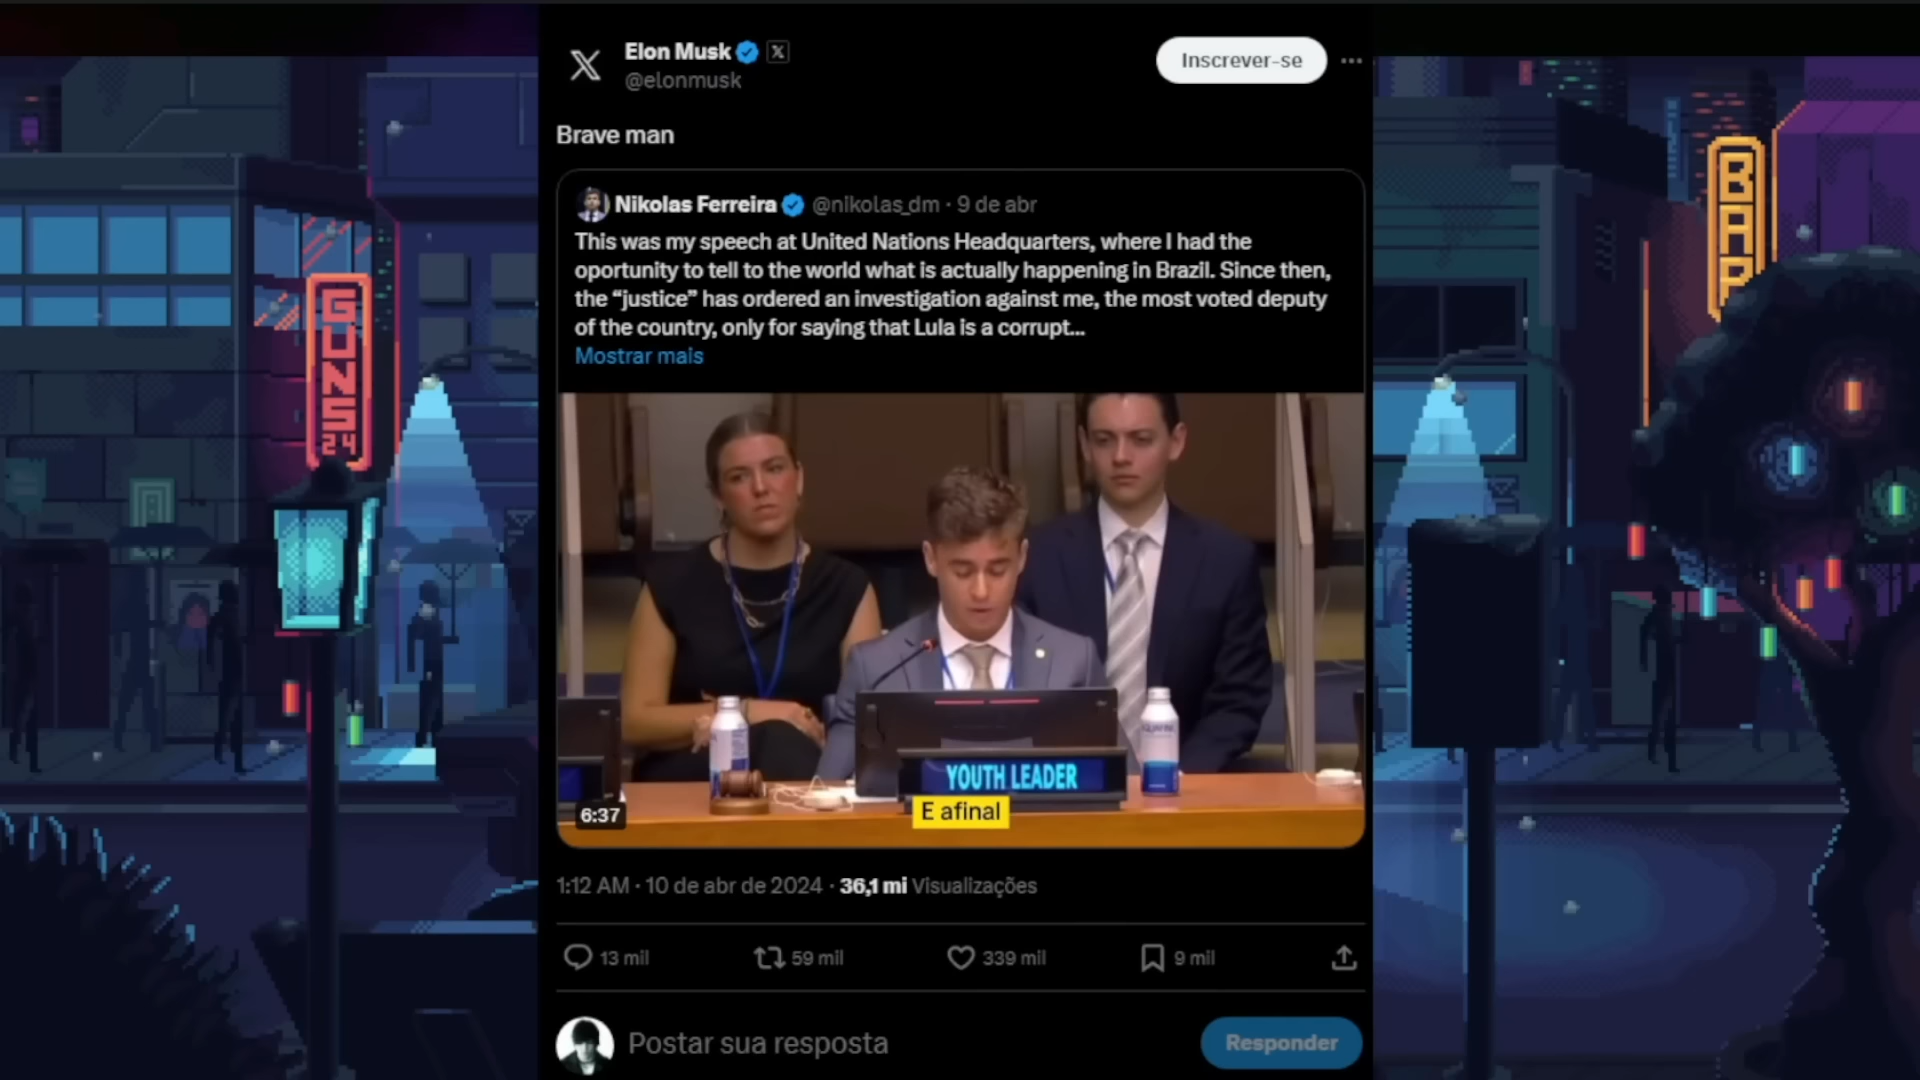 Elon Musk
@elonmusk
Inscrever-se
Brave man
Nikolas Ferreira @nikolas_dm · 9 de abr
This was my speech at United Nations Headquarters, where I had the
oportunity to tell to the world what is actually happening in Brazil. Since then,
the “justice” has ordered an investigation against me, the most voted deputy
of the country, only for saying that Lula is a corrupt...
Mostrar mais
GUNS
24
BAR
YOUTH LEADER
E afinal
6:37
1:12 AM · 10 de abr de 2024 · 36,1 mi Visualizações
13 mil
59 mil
339 mil
9 mil
Postar sua resposta
Responder